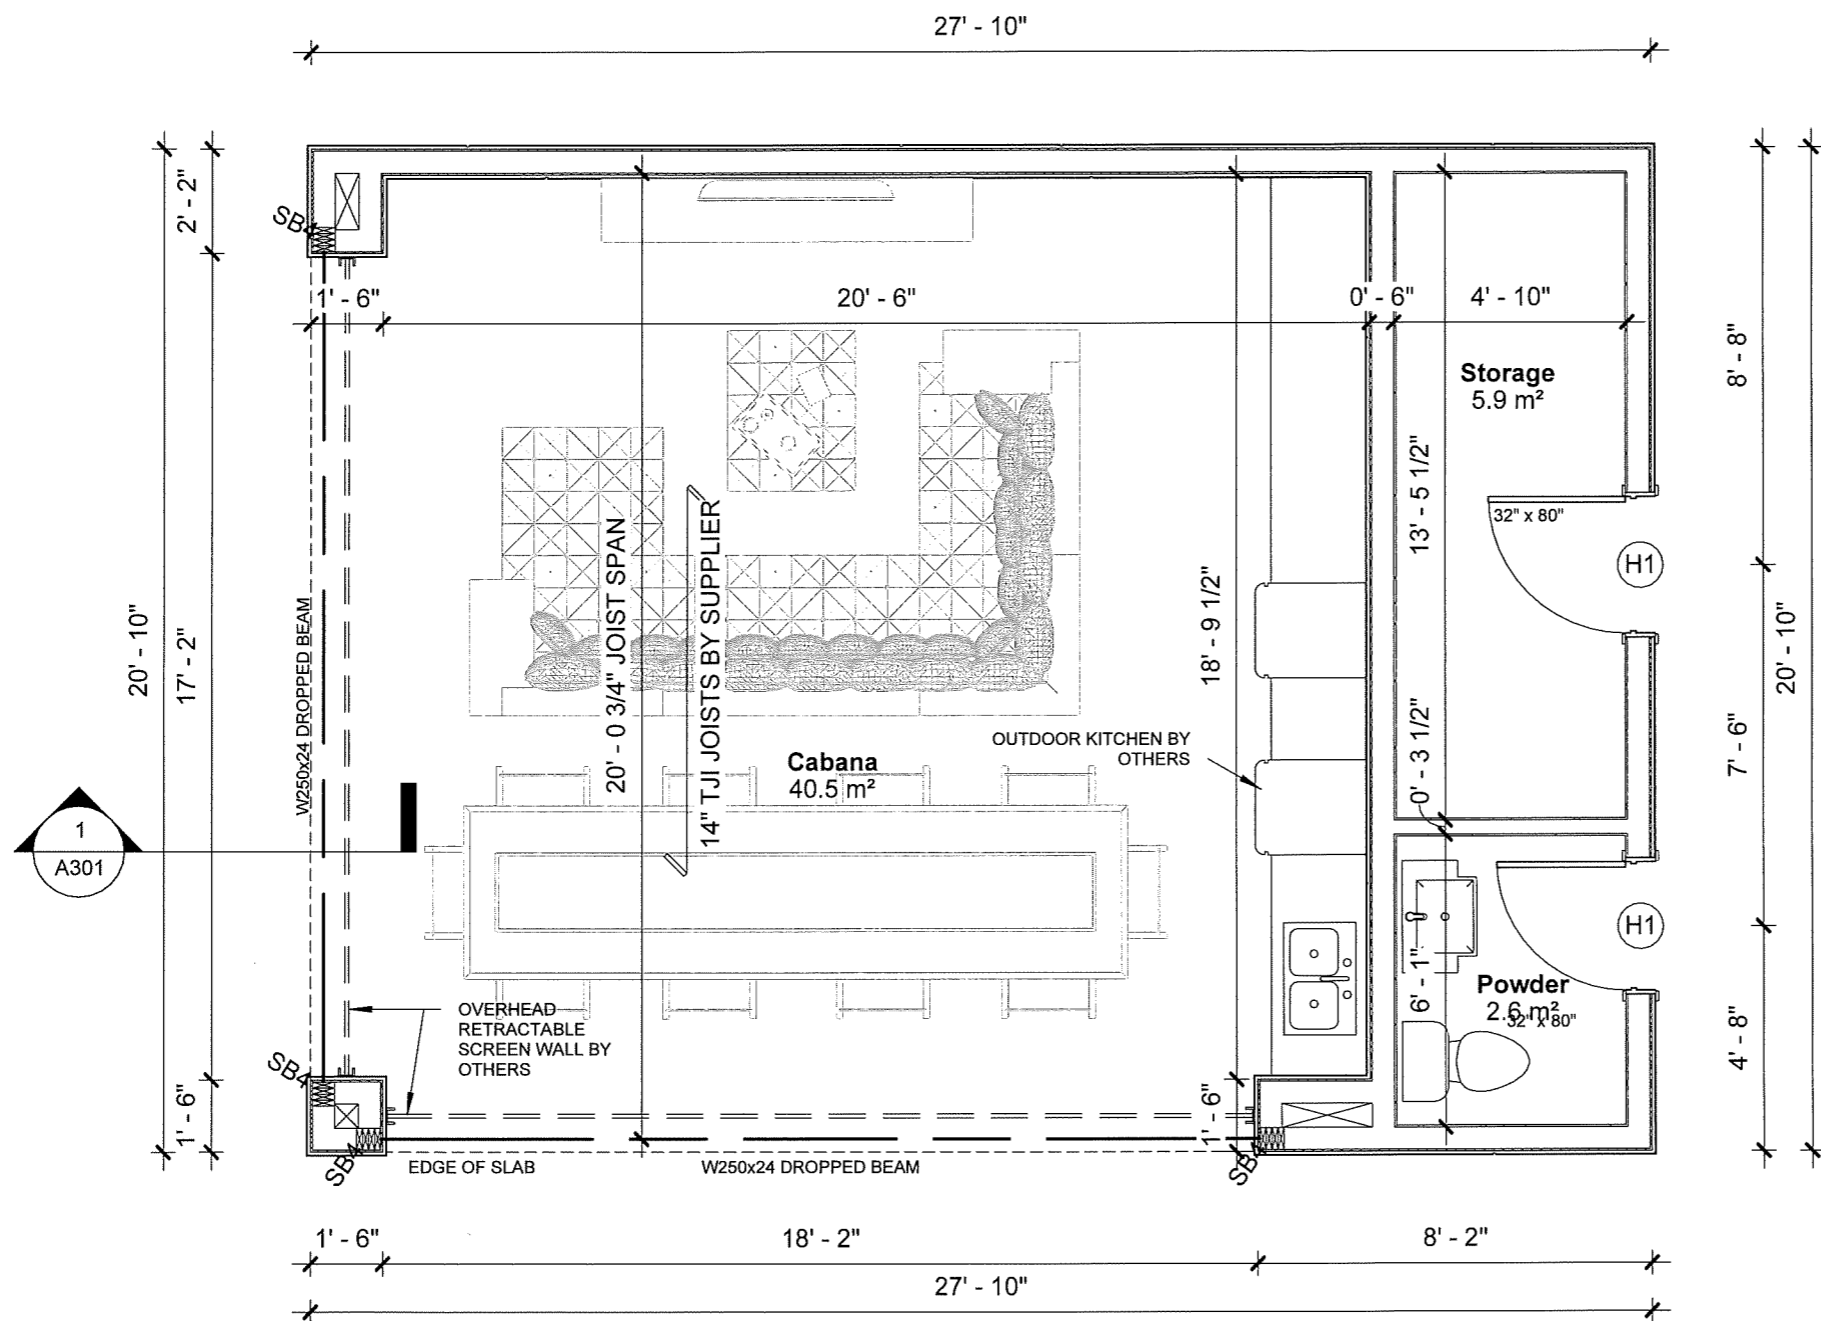 27' - 10"
2' - 2"
SB4
1' - 6"
20' - 6"
0' - 6"
4' - 10"
8' - 8"
Storage
5.9 m²
13' - 5 1/2"
32" x 80"
H1
20' - 0 3/4" JOIST SPAN
14" TJI JOISTS BY SUPPLIER
18' - 9 1/2"
20' - 10"
17' - 2"
W250x24 DROPPED BEAM
20' - 10"
7' - 6"
OUTDOOR KITCHEN BY
OTHERS
Cabana
40.5 m²
0' - 3 1/2"
1
A301
H1
6' - 1"
Powder
2.6 m²
32" x 80"
OVERHEAD
RETRACTABLE
SCREEN WALL BY
OTHERS
4' - 8"
SB4
1' - 6"
1' - 6"
SB4
EDGE OF SLAB
W250x24 DROPPED BEAM
SB4
1' - 6"
18' - 2"
8' - 2"
27' - 10"